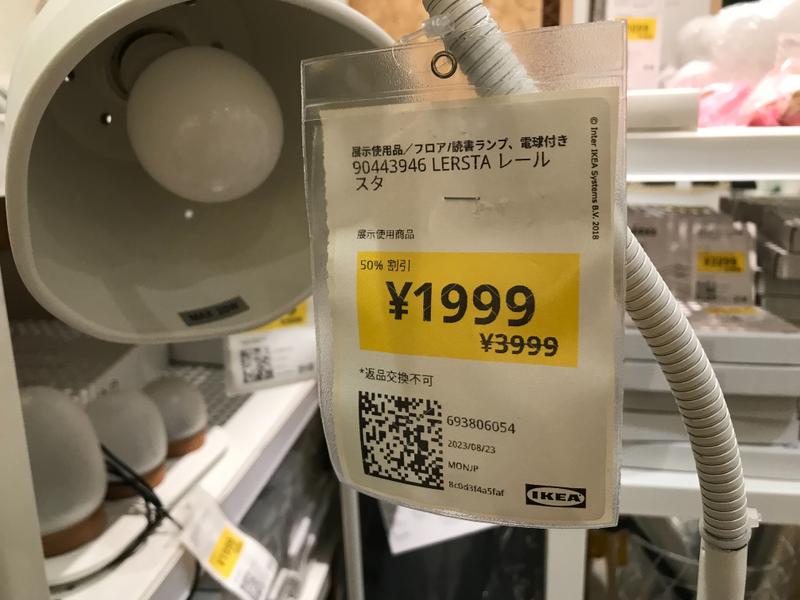 展示使用品／フロア/読書ランプ、電球付き
90443946 LERSTA レール
スタ
展示使用商品
50% 割引
¥1999
¥3999
*返品交換不可
693806054
2023/08/23
MONJP
8c0d3f4a5faf
IKEA
© Inter IKEA Systems B.V. 2018